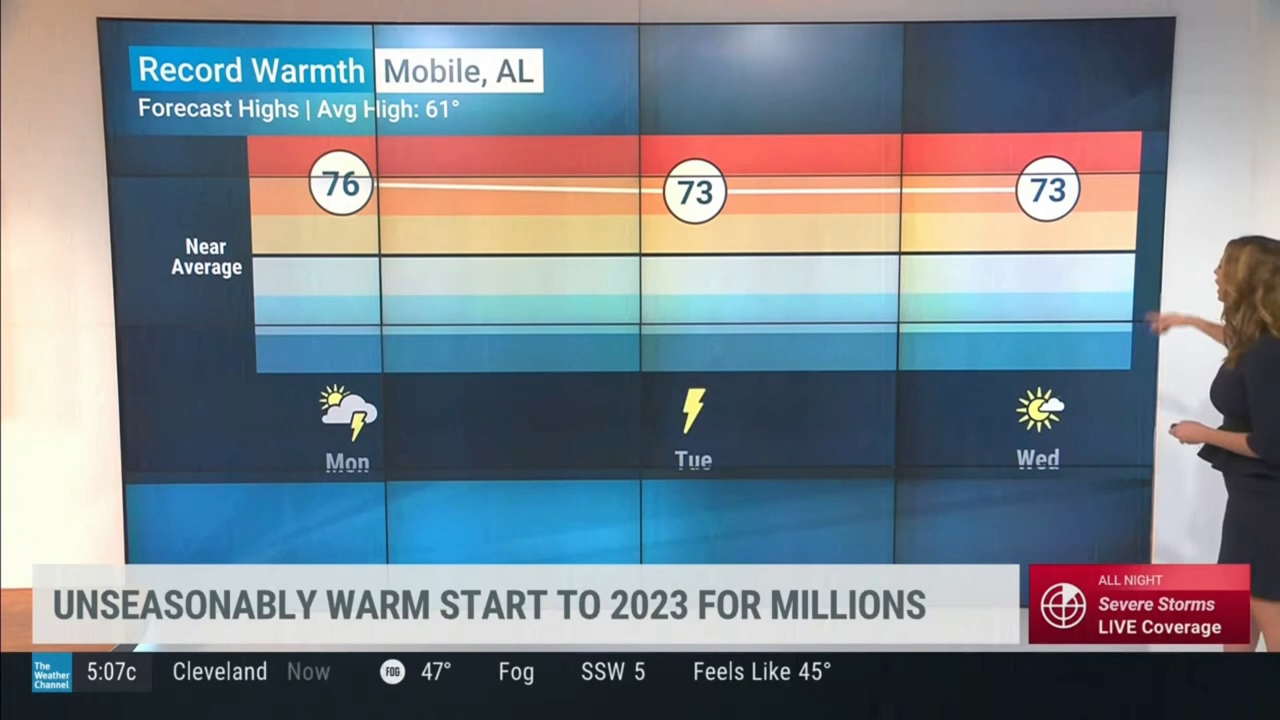 Record Warmth Mobile, AL
Forecast Highs | Avg High: 61°
76
73
73
Near
Average
Mon
Tue
Wed
UNSEASONABLY WARM START TO 2023 FOR MILLIONS
ALL NIGHT
Severe Storms
LIVE Coverage
The
Weather
Channel
5:07c
Cleveland Now FOG 47° Fog SSW 5 Feels Like 45°